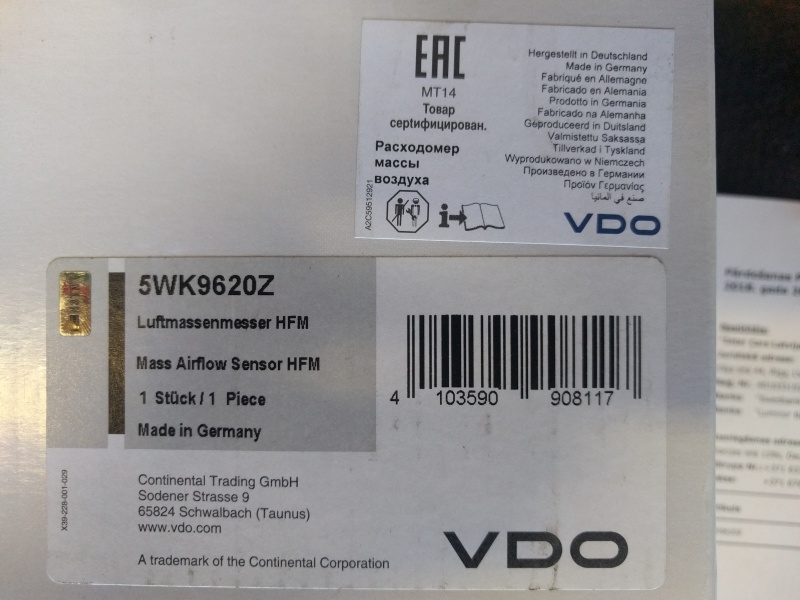 EAC
MT14
Товар
сертифицирован.
Расходомер
массы
воздуха
A2C59512921
Hergestellt in Deutschland
Made in Germany
Fabriqué en Allemagne
Fabricado en Alemania
Prodotto in Germania
Fabricado na Alemanha
Geproduceerd in Duitsland
Valmistettu Saksassa
Tillverkad i Tyskland
Wyprodukowano w Niemczech
Произведено в Германии
Προϊόν Γερμανίας
صنع في المانيا
VDO
5WK9620Z
Luftmassenmesser HFM
Mass Airflow Sensor HFM
1 Stück / 1 Piece
Made in Germany
4 103590 908117
X39-228-001-029
Continental Trading GmbH
Sodener Strasse 9
65824 Schwalbach (Taunus)
www.vdo.com
A trademark of the Continental Corporation
VDO